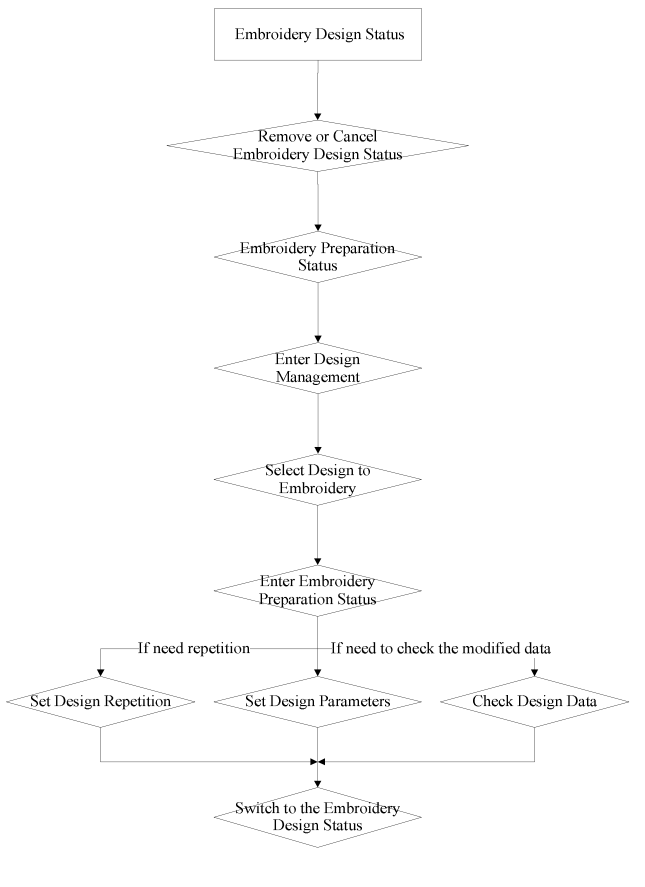 Embroidery Design Status
Remove or Cancel
Embroidery Design Status
Embroidery Preparation
Status
Enter Design
Management
Select Design to
Embroidery
Enter Embroidery
Preparation Status
If need repetition
If need to check the modified data
Set Design Repetition
Set Design Parameters
Check Design Data
Switch to the Embroidery
Design Status